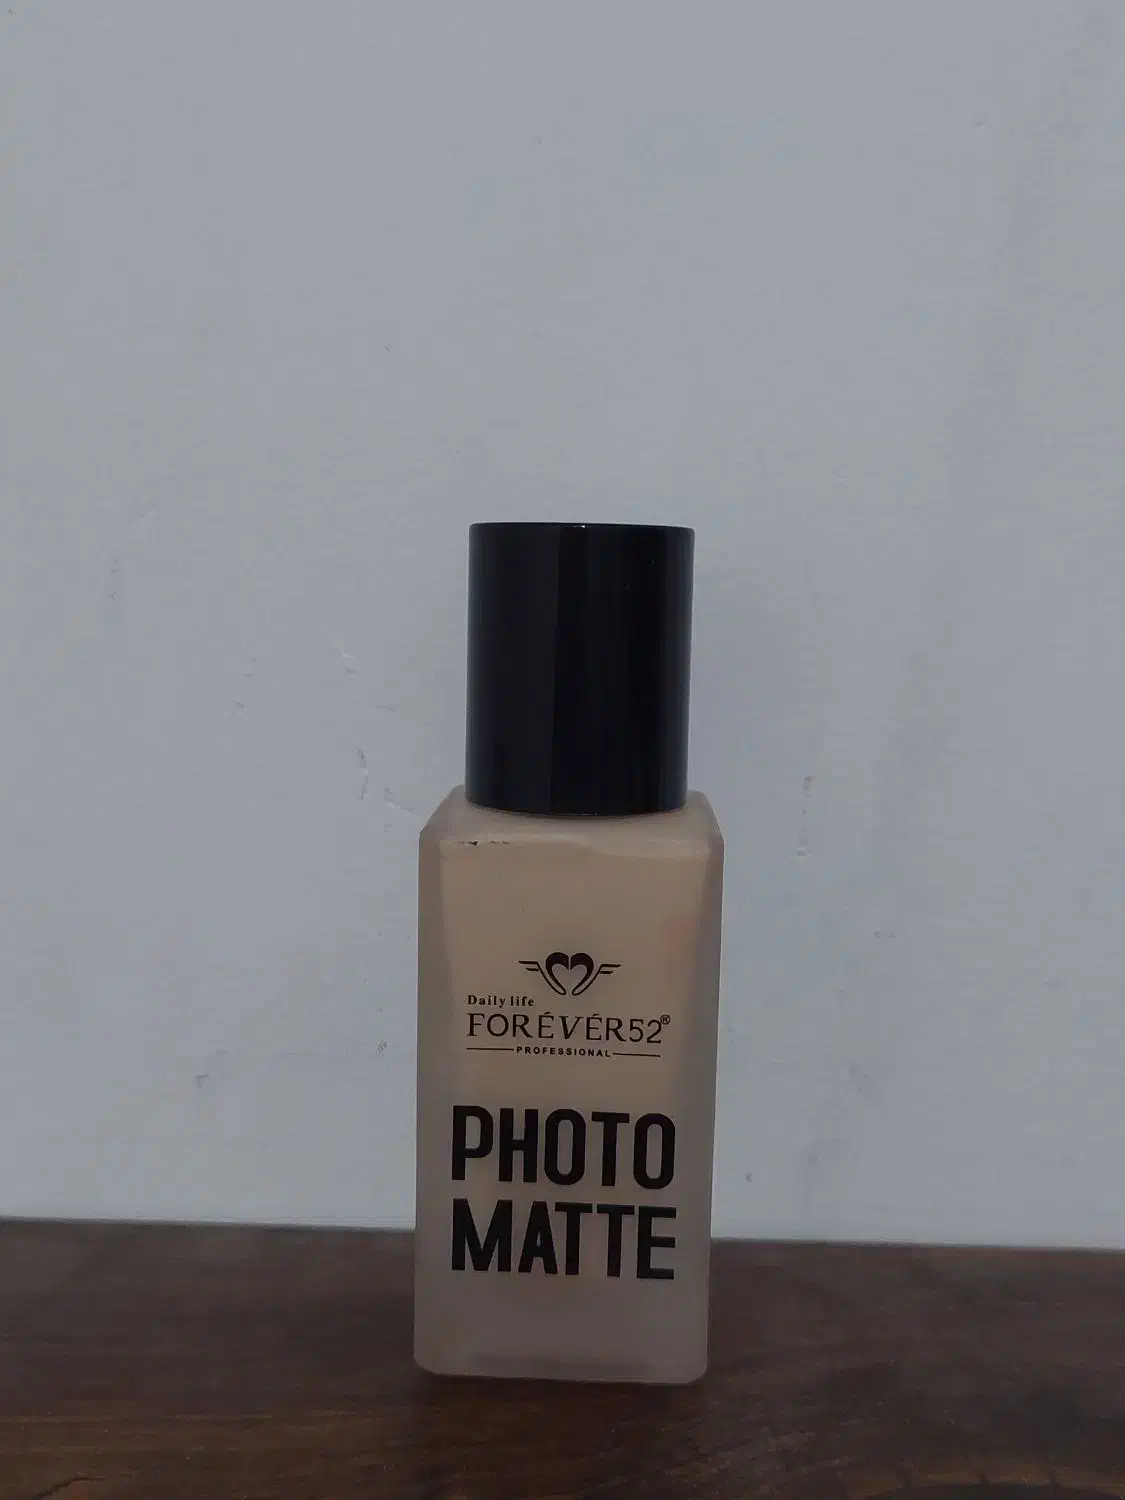 Daily life
FORÉVÉR52®
PROFESSIONAL
PHOTO
MATTE